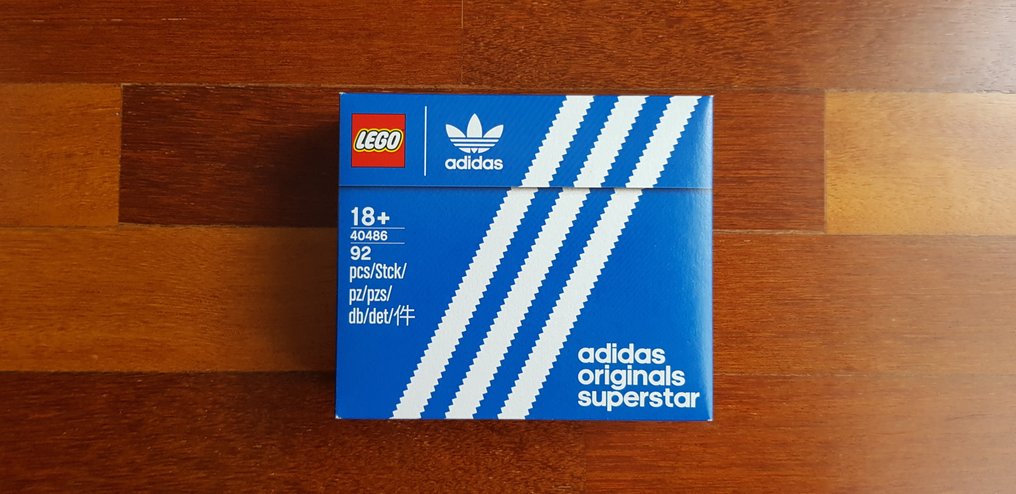 LEGO
adidas
18+
40486
92
pcs/Stck/
pz/pzs/
db/det/件
adidas
originals
superstar